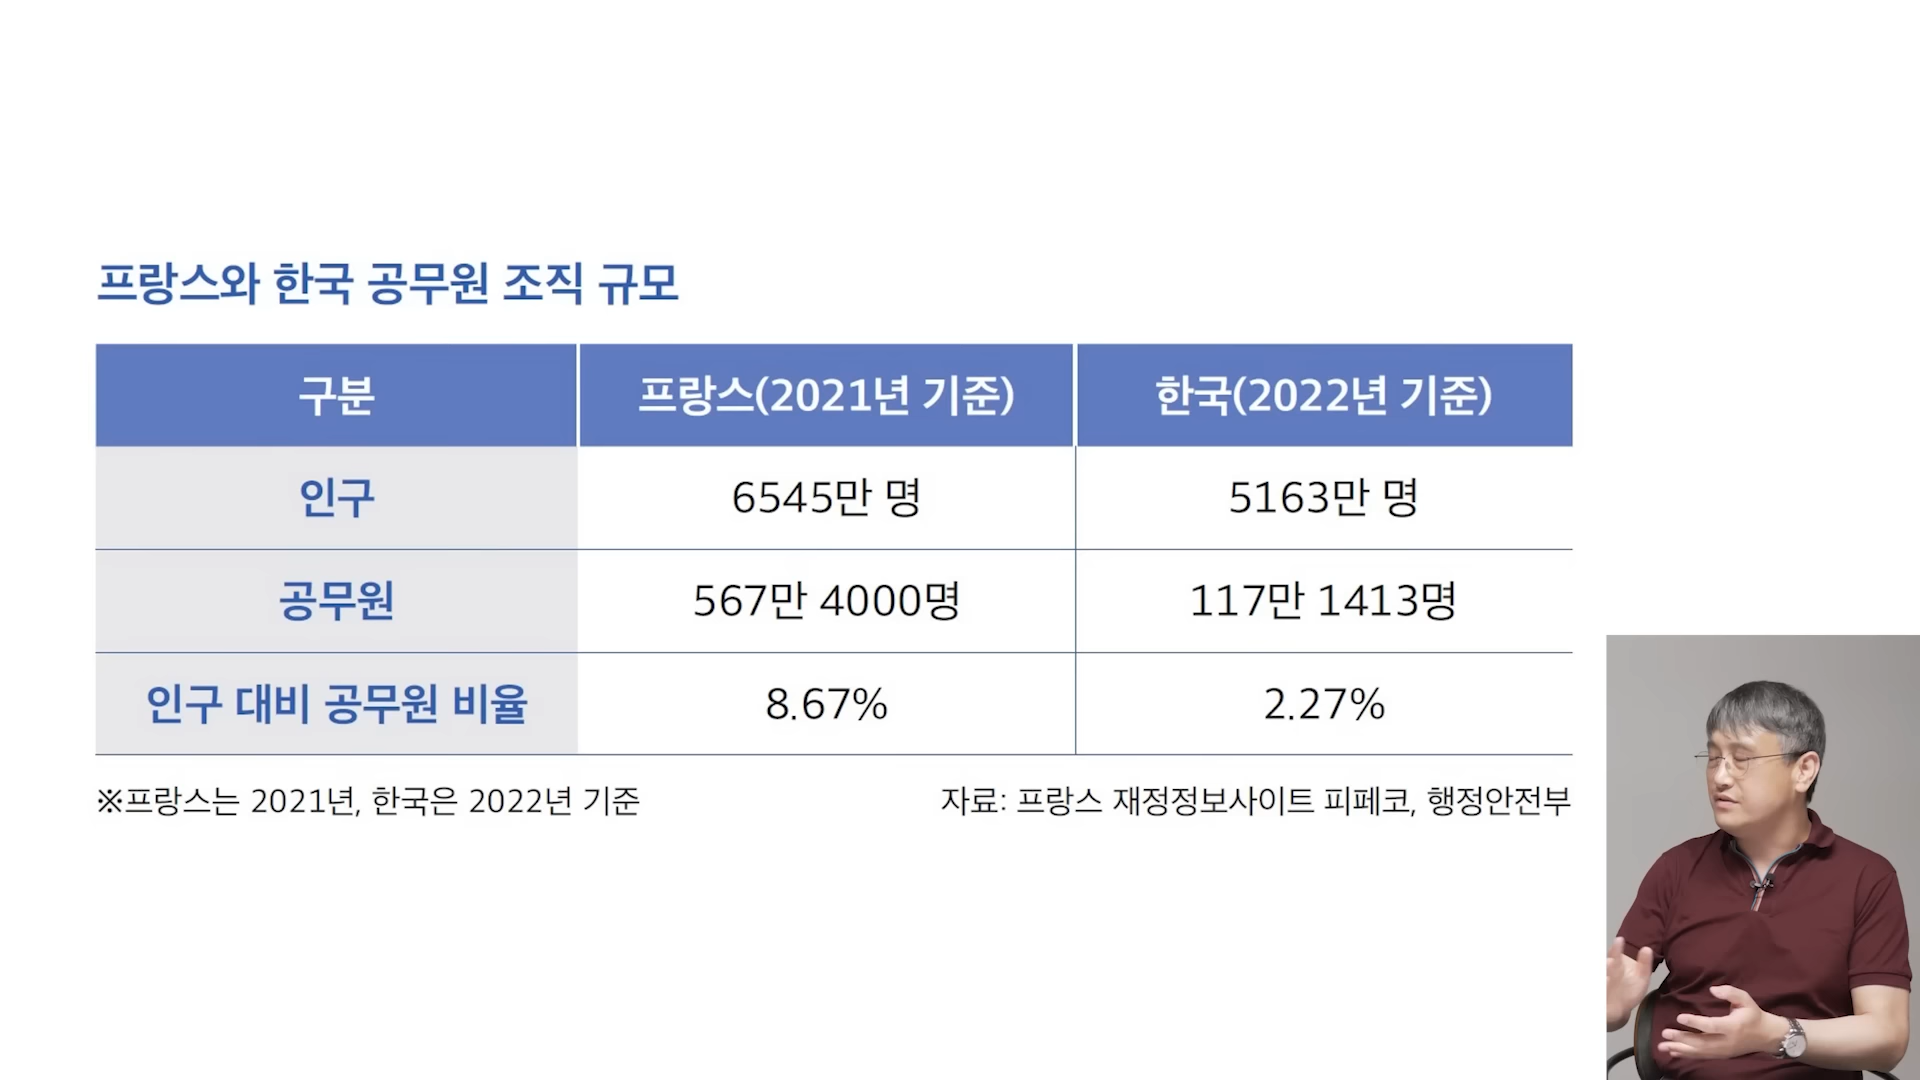 프랑스와 한국 공무원 조직 규모
구분 프랑스(2021년 기준) 한국(2022년 기준)
인구 6545만 명 5163만 명
공무원 567만 4000명 117만 1413명
인구 대비 공무원 비율 8.67% 2.27%
※프랑스는 2021년, 한국은 2022년 기준 자료: 프랑스 재정정보사이트 피페코, 행정안전부